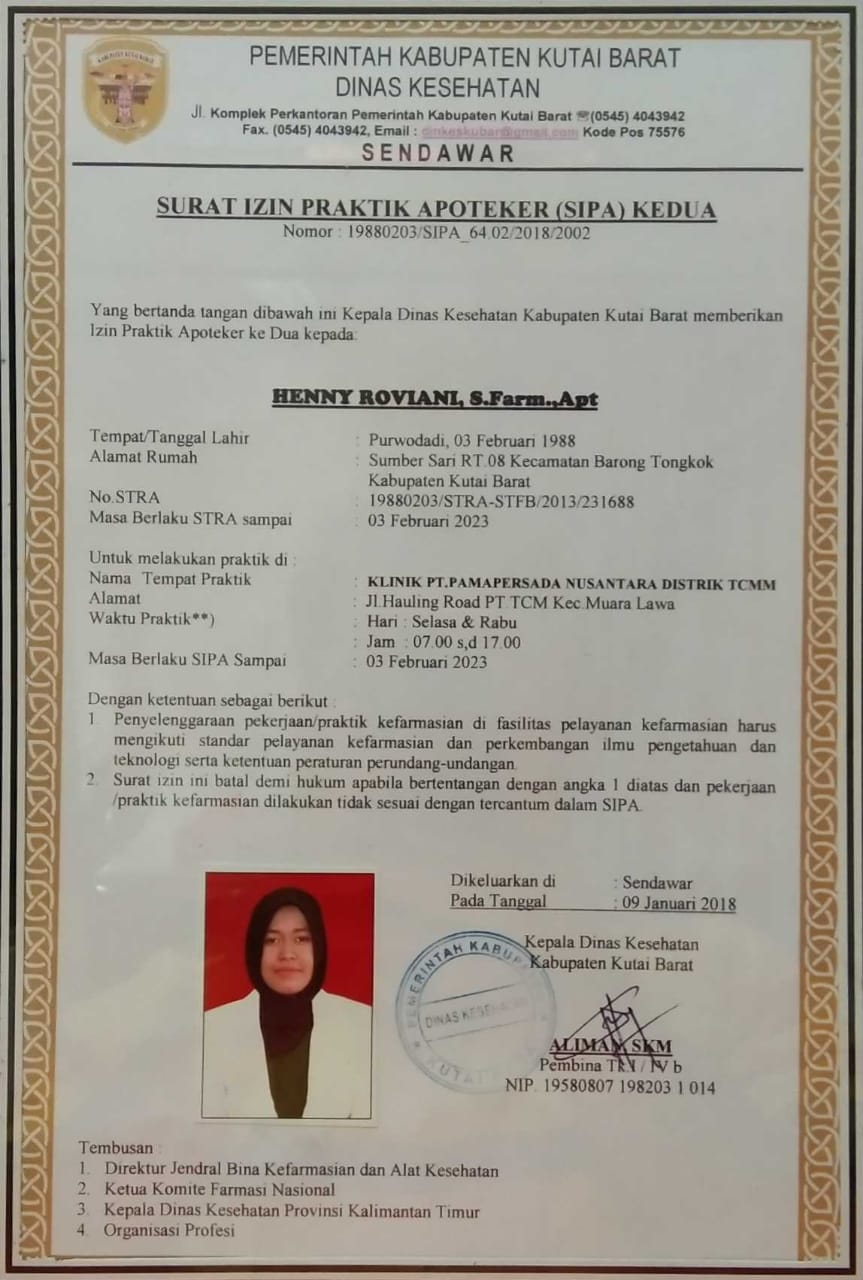 KABUPATEN KUTAI BARAT
PEMERINTAH KABUPATEN KUTAI BARAT
DINAS KESEHATAN
Jl. Komplek Perkantoran Pemerintah Kabupaten Kutai Barat ☎(0545) 4043942
Fax. (0545) 4043942, Email : dinkeskubar@gmail.com Kode Pos 75576
SENDAWAR
SURAT IZIN PRAKTIK APOTEKER (SIPA) KEDUA
Nomor : 19880203/SIPA_64.02/2018/2002
Yang bertanda tangan dibawah ini Kepala Dinas Kesehatan Kabupaten Kutai Barat memberikan
Izin Praktik Apoteker ke Dua kepada:
HENNY ROVIANI, S.Farm.,Apt
Tempat/Tanggal Lahir : Purwodadi, 03 Februari 1988
Alamat Rumah : Sumber Sari RT.08 Kecamatan Barong Tongkok
Kabupaten Kutai Barat
No.STRA : 19880203/STRA-STFB/2013/231688
Masa Berlaku STRA sampai : 03 Februari 2023
Untuk melakukan praktik di :
Nama Tempat Praktik : KLINIK PT.PAMAPERSADA NUSANTARA DISTRIK TCMM
Alamat : Jl.Hauling Road PT.TCM Kec.Muara Lawa
Waktu Praktik**) : Hari : Selasa & Rabu
: Jam : 07.00 s,d 17.00
Masa Berlaku SIPA Sampai : 03 Februari 2023
Dengan ketentuan sebagai berikut :
1. Penyelenggaraan pekerjaan/praktik kefarmasian di fasilitas pelayanan kefarmasian harus
mengikuti standar pelayanan kefarmasian dan perkembangan ilmu pengetahuan dan
teknologi serta ketentuan peraturan perundang-undangan.
2. Surat izin ini batal demi hukum apabila bertentangan dengan angka 1 diatas dan pekerjaan
/praktik kefarmasian dilakukan tidak sesuai dengan tercantum dalam SIPA.
Dikeluarkan di : Sendawar
Pada Tanggal : 09 Januari 2018
Kepala Dinas Kesehatan
Kabupaten Kutai Barat
PEMERINTAH KABUP
DINAS KESEHATAN
KUTAI
ALIMAN, SKM
Pembina Tk.I / IV b
NIP. 19580807 198203 1 014
Tembusan :
1. Direktur Jendral Bina Kefarmasian dan Alat Kesehatan
2. Ketua Komite Farmasi Nasional
3. Kepala Dinas Kesehatan Provinsi Kalimantan Timur
4. Organisasi Profesi